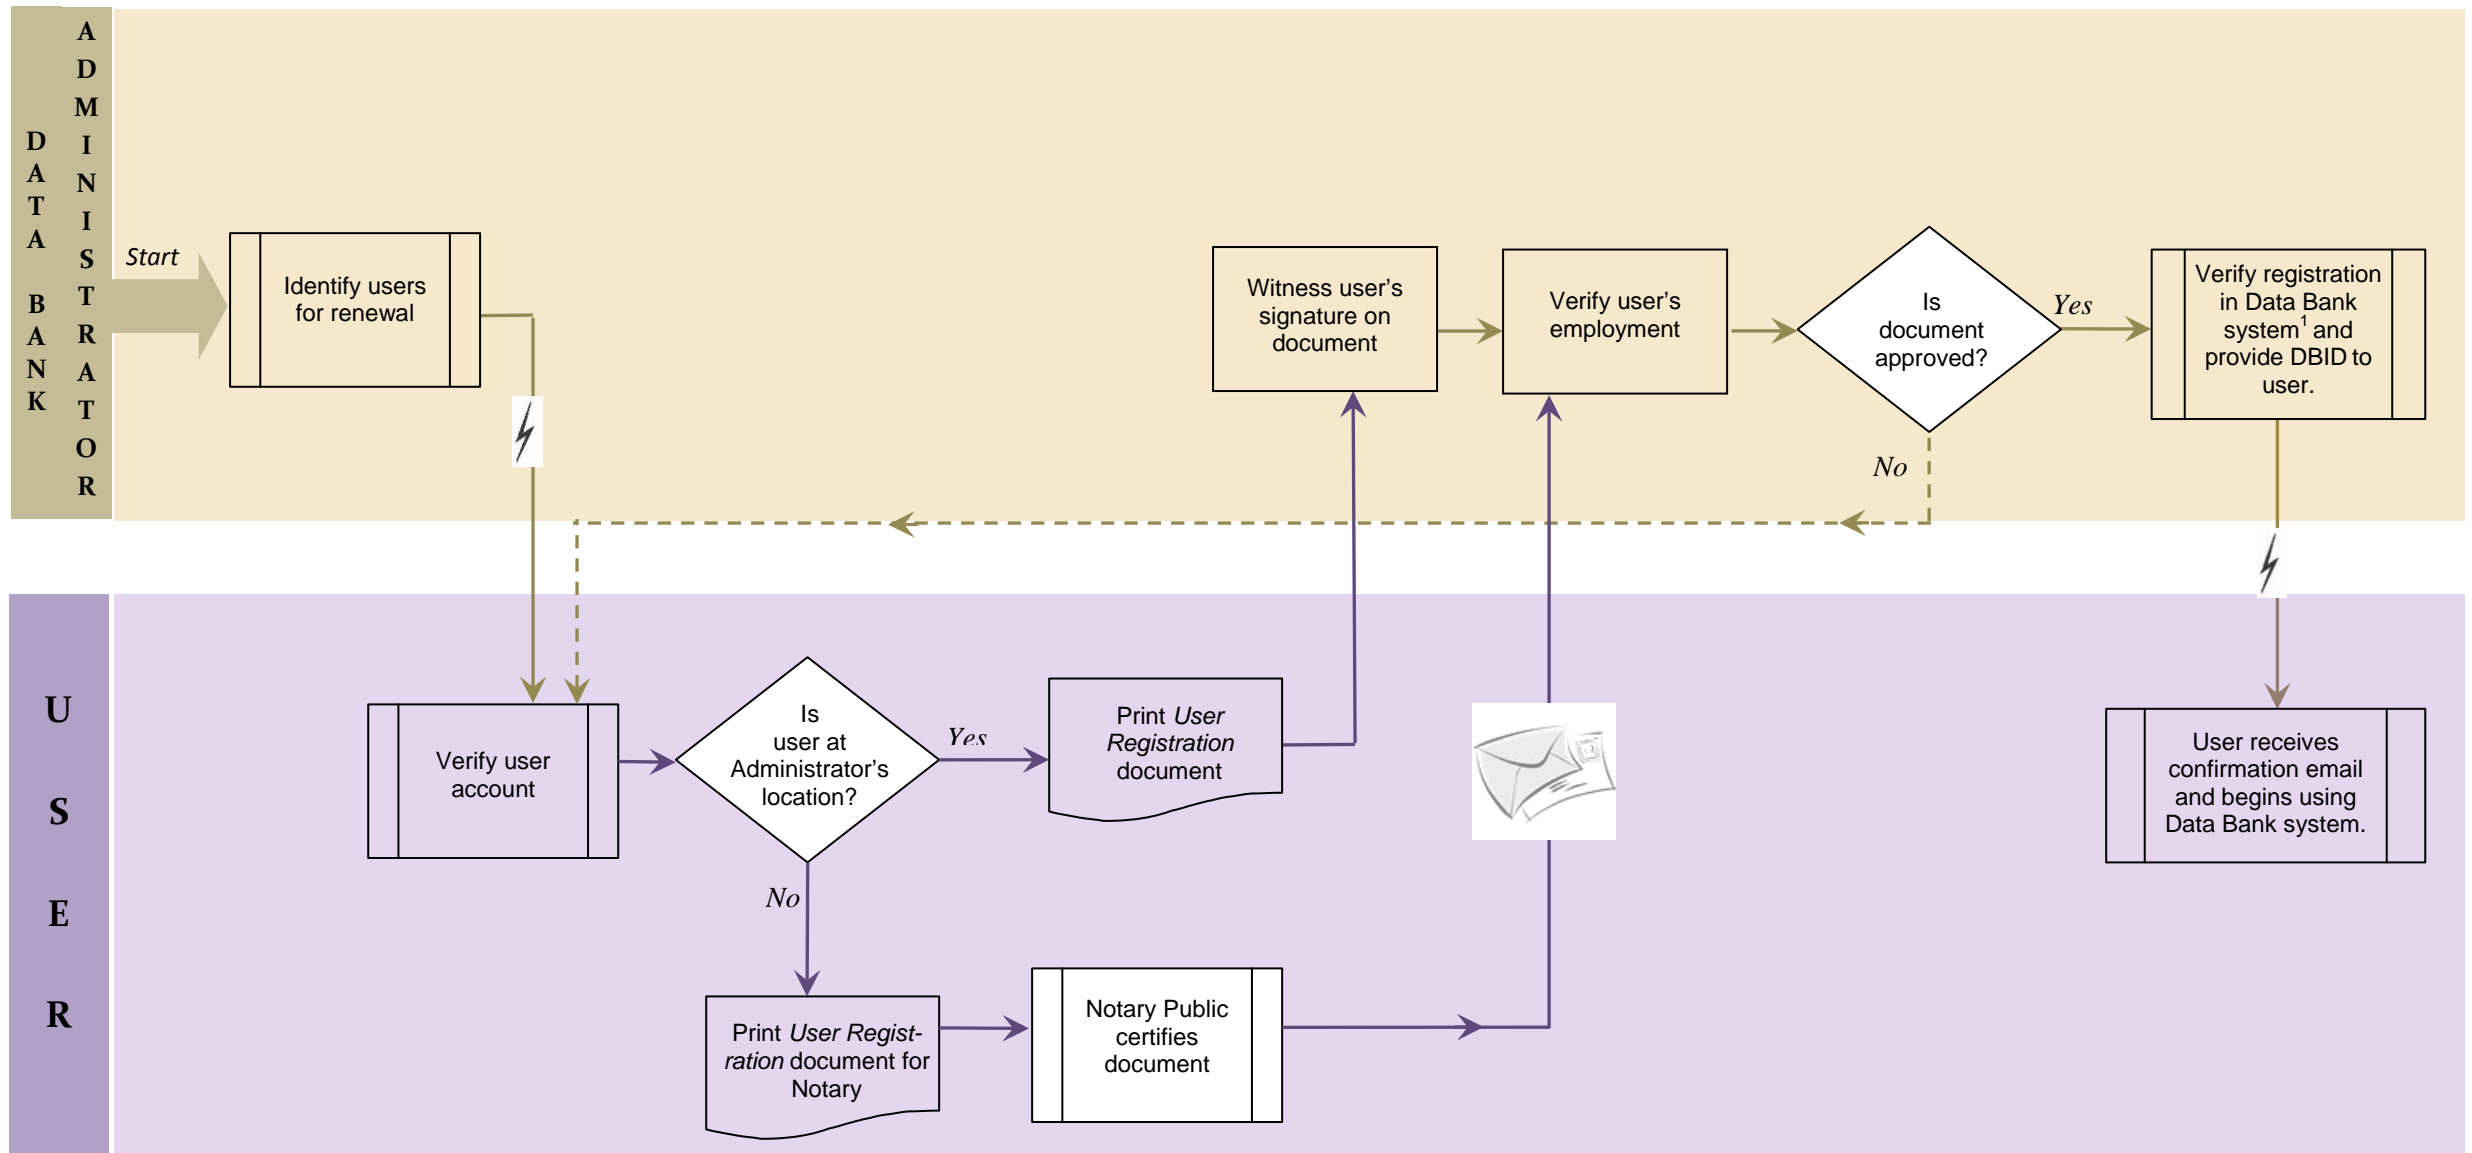 DATA BANK
ADMINISTRATOR
Start
Identify users
for renewal
Witness user's
signature on
document
Verify user's
employment
Is
document
approved?
Yes
No
Verify registration
in Data Bank
system¹ and
provide DBID to
user.
USER
Verify user
account
Is
user at
Administrator's
location?
Yes
No
Print User
Registration
document
Print User Regist-
ration document for
Notary
Notary Public
certifies
document
User receives
confirmation email
and begins using
Data Bank system.